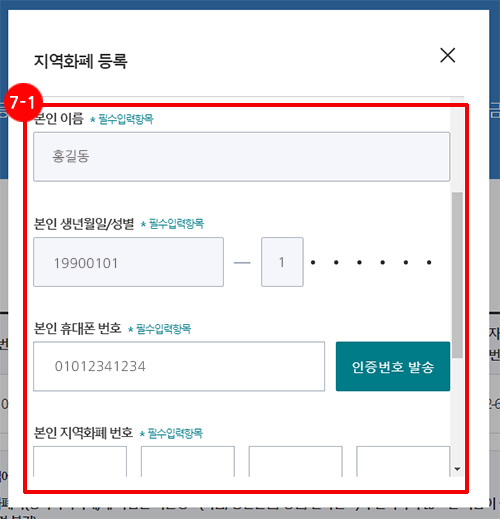 지역화폐 등록
7-1
본인 이름 * 필수입력항목
홍길동
본인 생년월일/성별 * 필수입력항목
19900101 — 1 • • • • • •
본인 휴대폰 번호 * 필수입력항목
01012341234 인증번호 발송
본인 지역화폐 번호 * 필수입력항목